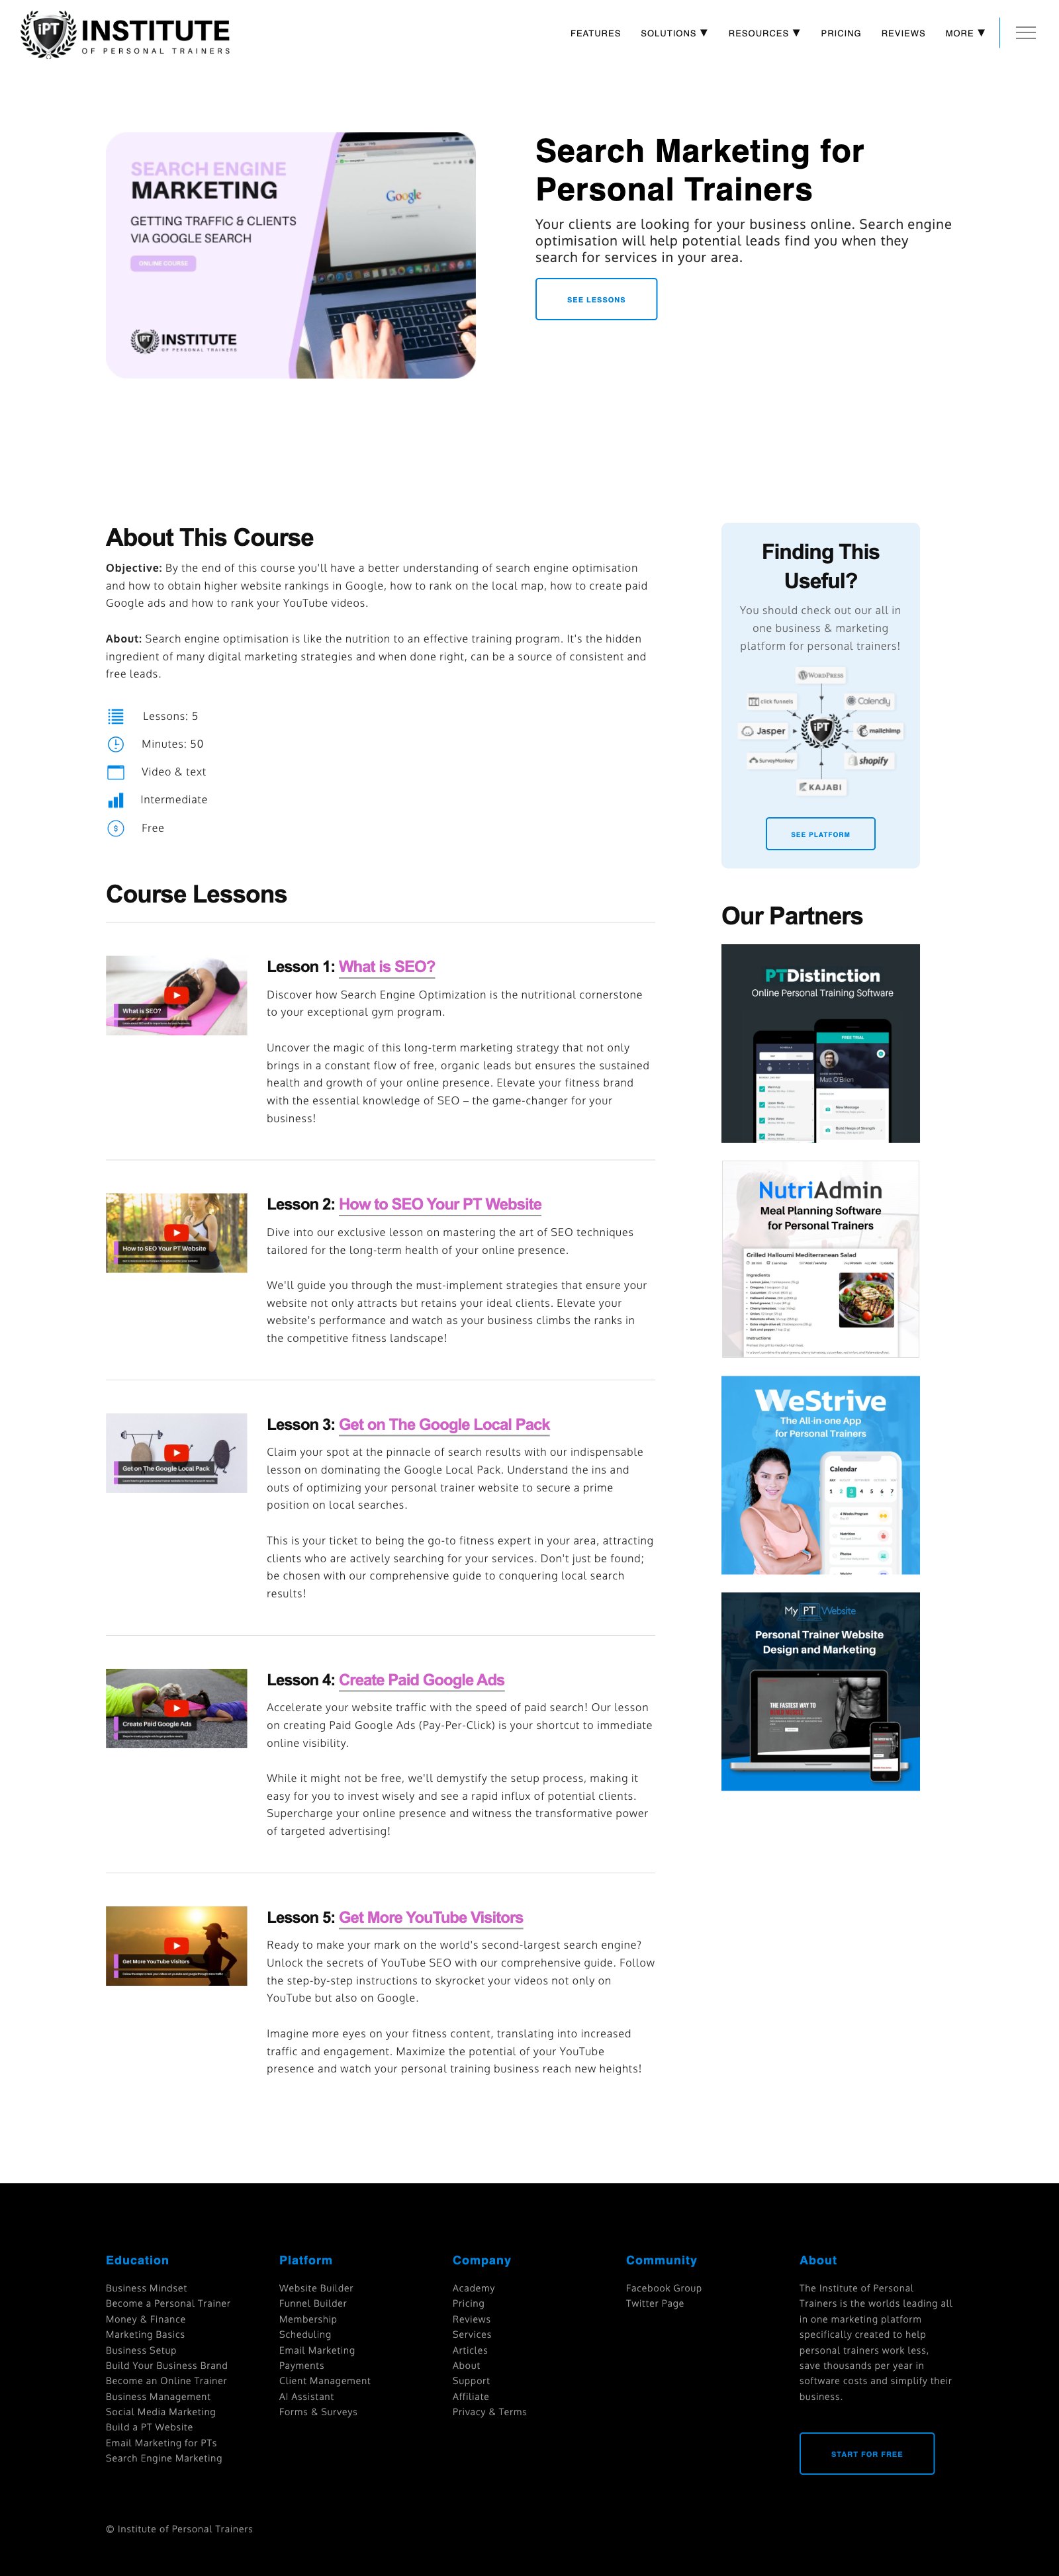 iPT INSTITUTE
OF PERSONAL TRAINERS
FEATURES
SOLUTIONS ▼
RESOURCES ▼
PRICING
REVIEWS
MORE ▼
SEARCH ENGINE
MARKETING
GETTING TRAFFIC & CLIENTS
VIA GOOGLE SEARCH
ONLINE COURSE
iPT INSTITUTE
OF PERSONAL TRAINERS
Google
Search Marketing for
Personal Trainers
Your clients are looking for your business online. Search engine
optimisation will help potential leads find you when they
search for services in your area.
SEE LESSONS
About This Course
Objective: By the end of this course you'll have a better understanding of search engine optimisation
and how to obtain higher website rankings in Google, how to rank on the local map, how to create paid
Google ads and how to rank your YouTube videos.
About: Search engine optimisation is like the nutrition to an effective training program. It's the hidden
ingredient of many digital marketing strategies and when done right, can be a source of consistent and
free leads.
Lessons: 5
Minutes: 50
Video & text
Intermediate
$ Free
Course Lessons
What is SEO?
Lesson 1: What is SEO?
Discover how Search Engine Optimization is the nutritional cornerstone
to your exceptional gym program.
Uncover the magic of this long-term marketing strategy that not only
brings in a constant flow of free, organic leads but ensures the sustained
health and growth of your online presence. Elevate your fitness brand
with the essential knowledge of SEO – the game-changer for your
business!
How to SEO Your PT Website
Lesson 2: How to SEO Your PT Website
Dive into our exclusive lesson on mastering the art of SEO techniques
tailored for the long-term health of your online presence.
We'll guide you through the must-implement strategies that ensure your
website not only attracts but retains your ideal clients. Elevate your
website's performance and watch as your business climbs the ranks in
the competitive fitness landscape!
Get on The Google Local Pack
Lesson 3: Get on The Google Local Pack
Claim your spot at the pinnacle of search results with our indispensable
lesson on dominating the Google Local Pack. Understand the ins and
outs of optimizing your personal trainer website to secure a prime
position on local searches.
This is your ticket to being the go-to fitness expert in your area, attracting
clients who are actively searching for your services. Don't just be found;
be chosen with our comprehensive guide to conquering local search
results!
Create Paid Google Ads
Lesson 4: Create Paid Google Ads
Accelerate your website traffic with the speed of paid search! Our lesson
on creating Paid Google Ads (Pay-Per-Click) is your shortcut to immediate
online visibility.
While it might not be free, we'll demystify the setup process, making it
easy for you to invest wisely and see a rapid influx of potential clients.
Supercharge your online presence and witness the transformative power
of targeted advertising!
Get More YouTube Visitors
Lesson 5: Get More YouTube Visitors
Ready to make your mark on the world's second-largest search engine?
Unlock the secrets of YouTube SEO with our comprehensive guide. Follow
the step-by-step instructions to skyrocket your videos not only on
YouTube but also on Google.
Imagine more eyes on your fitness content, translating into increased
traffic and engagement. Maximize the potential of your YouTube
presence and watch your personal training business reach new heights!
Finding This
Useful?
You should check out our all in
one business & marketing
platform for personal trainers!
WORDPRESS
click funnels
Calendly
Jasper
iPT
mailchimp
SurveyMonkey
shopify
KAJABI
SEE PLATFORM
Our Partners
PTDistinction
Online Personal Training Software
FREE TRIAL
Matt O'Brien
New Message
Build Heaps of Strength
NutriAdmin
Meal Planning Software
for Personal Trainers
Grilled Halloumi Mediterranean Salad
Ingredients
Instructions
WeStrive
The All-in-one App
for Personal Trainers
Calendar
1 2 3 4 5 6 7
4 Weeks Program
Nutrition
Photos
My PT Website
Personal Trainer Website
Design and Marketing
THE FASTEST WAY TO
BUILD MUSCLE
Education
Business Mindset
Become a Personal Trainer
Money & Finance
Marketing Basics
Business Setup
Build Your Business Brand
Become an Online Trainer
Business Management
Social Media Marketing
Build a PT Website
Email Marketing for PTs
Search Engine Marketing
Platform
Website Builder
Funnel Builder
Membership
Scheduling
Email Marketing
Payments
Client Management
AI Assistant
Forms & Surveys
Company
Academy
Pricing
Reviews
Services
Articles
About
Support
Affiliate
Privacy & Terms
Community
Facebook Group
Twitter Page
About
The Institute of Personal
Trainers is the worlds leading all
in one marketing platform
specifically created to help
personal trainers work less,
save thousands per year in
software costs and simplify their
business.
START FOR FREE
© Institute of Personal Trainers